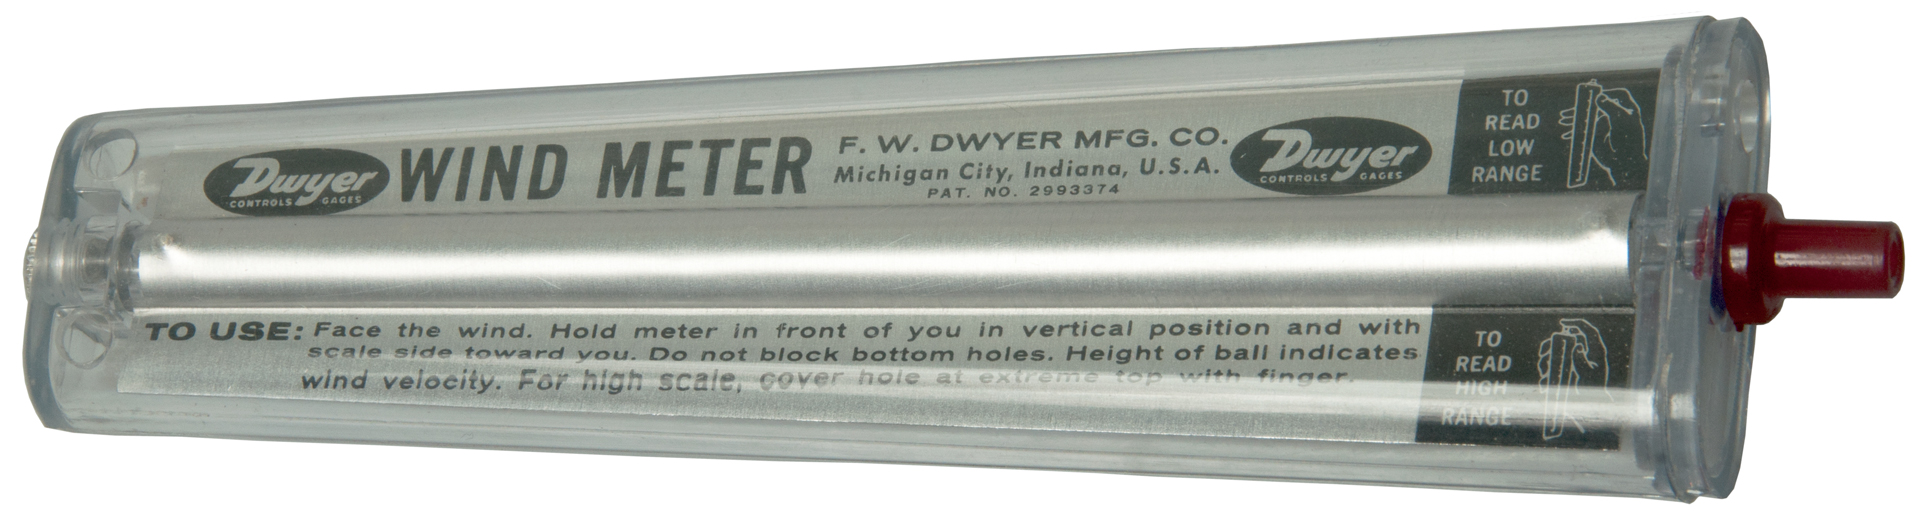 Dwyer
CONTROLS GAGES
WIND METER
F. W. DWYER MFG. CO.
Michigan City, Indiana, U.S.A.
PAT. NO. 2993374
Dwyer
CONTROLS GAGES
TO
READ
LOW
RANGE
TO USE: Face the wind. Hold meter in front of you in vertical position and with
scale side toward you. Do not block bottom holes. Height of ball indicates
wind velocity. For high scale, cover hole at extreme top with finger.
TO
READ
HIGH
RANGE